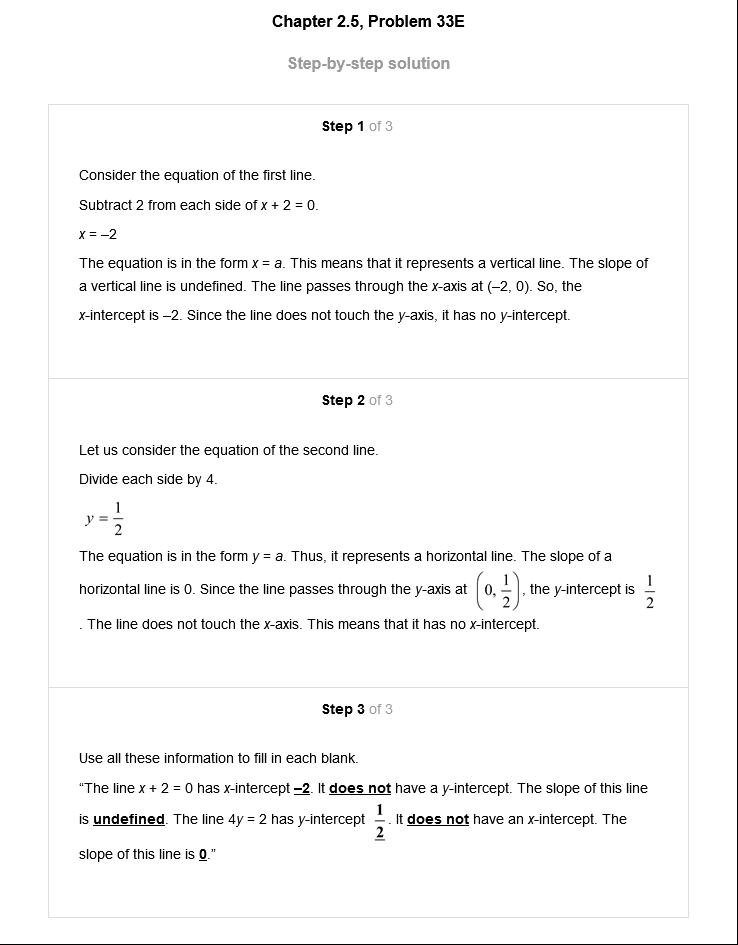 Chapter 2.5, Problem 33E
Step-by-step solution
Step 1 of 3
Consider the equation of the first line.
Subtract 2 from each side of x + 2 = 0.
x = –2
The equation is in the form x = a. This means that it represents a vertical line. The slope of
a vertical line is undefined. The line passes through the x-axis at (–2, 0). So, the
x-intercept is –2. Since the line does not touch the y-axis, it has no y-intercept.
Step 2 of 3
Let us consider the equation of the second line.
Divide each side by 4.
y = 1/2
The equation is in the form y = a. Thus, it represents a horizontal line. The slope of a
horizontal line is 0. Since the line passes through the y-axis at (0, 1/2), the y-intercept is 1/2
. The line does not touch the x-axis. This means that it has no x-intercept.
Step 3 of 3
Use all these information to fill in each blank.
“The line x + 2 = 0 has x-intercept –2. It does not have a y-intercept. The slope of this line
is undefined. The line 4y = 2 has y-intercept 1/2. It does not have an x-intercept. The
slope of this line is 0.”